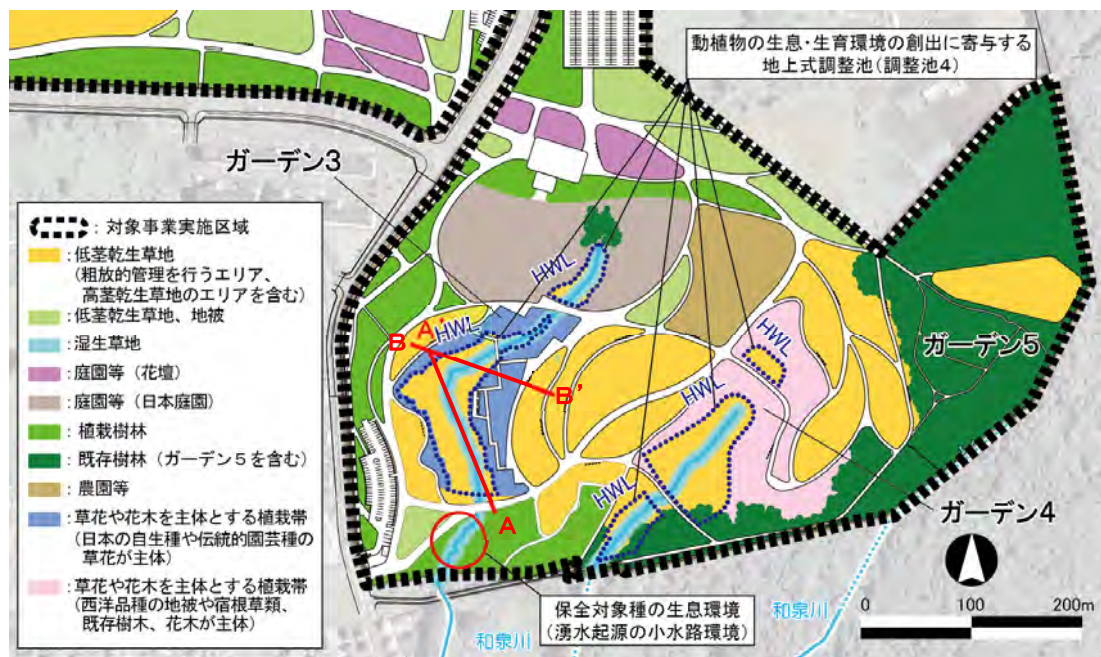 動植物の生息・生育環境の創出に寄与する
地上式調整池(調整池4)
ガーデン3
: 対象事業実施区域
: 低茎乾生草地
(粗放的管理を行うエリア、
高茎乾生草地のエリアを含む)
: 低茎乾生草地、地被
: 湿生草地
: 庭園等(花壇)
: 庭園等(日本庭園)
: 植栽樹林
: 既存樹林(ガーデン5を含む)
: 農園等
: 草花や花木を主体とする植栽帯
(日本の自生種や伝統的園芸種の
草花が主体)
: 草花や花木を主体とする植栽帯
(西洋品種の地被や宿根草類、
既存樹木、花木が主体)
HWL
HWL
B A'
B'
A
HWL
HWL
HWL
ガーデン5
ガーデン4
保全対象種の生息環境
(湧水起源の小水路環境)
和泉川
和泉川
0 100 200m